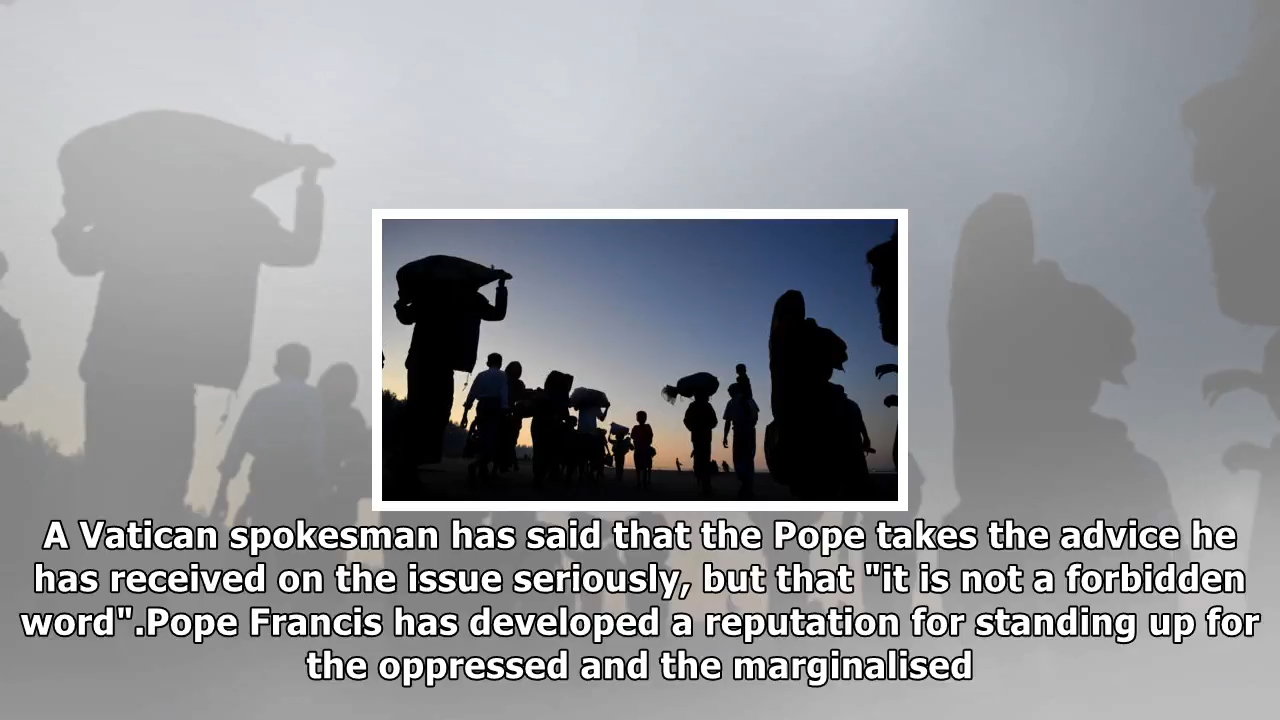 A Vatican spokesman has said that the Pope takes the advice he
has received on the issue seriously, but that "it is not a forbidden
word".Pope Francis has developed a reputation for standing up for
the oppressed and the marginalised